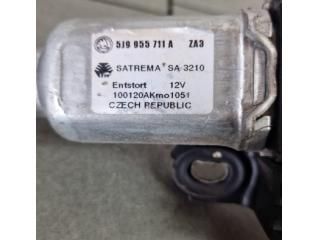 5J9 955 711 A ZA3
SATREMA® SA 3210
Entstort 12V
100120AKmo1051
CZECH REPUBLIC